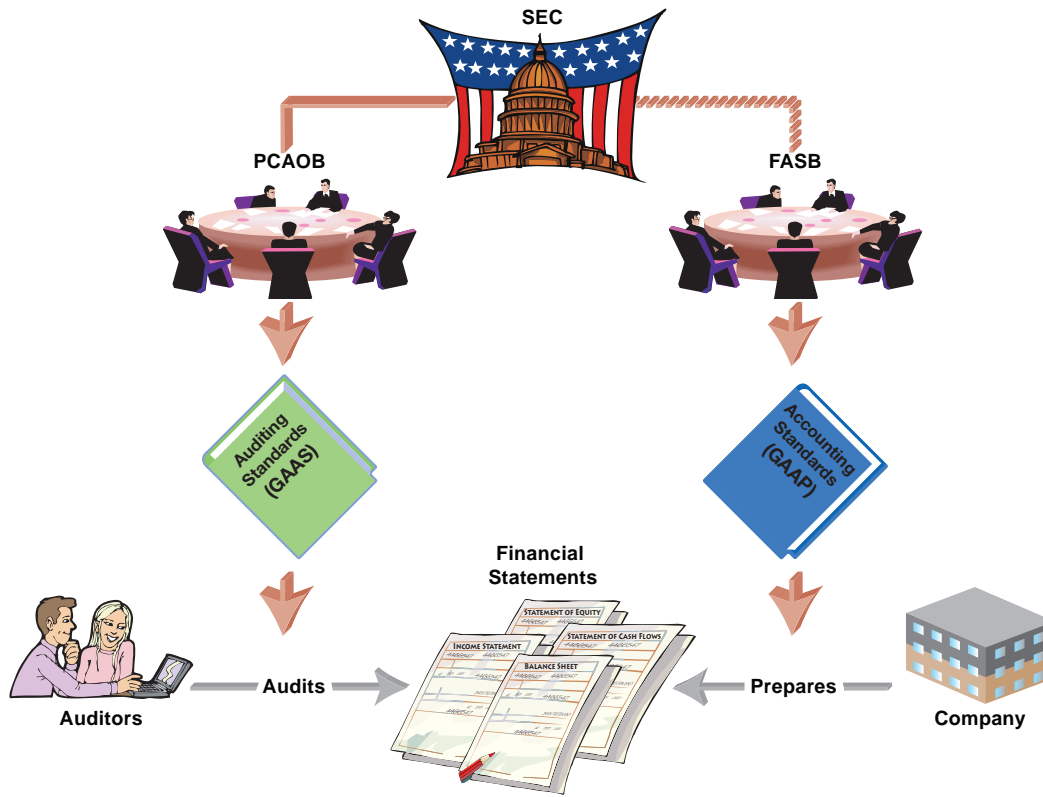 SEC
PCAOB
FASB
Auditing
Standards
(GAAS)
Accounting
Standards
(GAAP)
Financial
Statements
STATEMENT OF EQUITY
STATEMENT OF CASH FLOWS
INCOME STATEMENT
BALANCE SHEET
Audits
Prepares
Auditors
Company